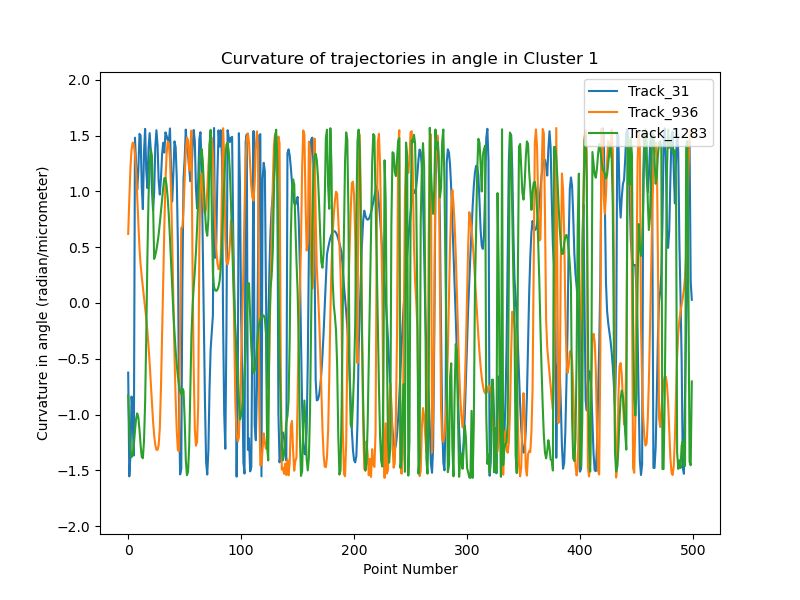 Curvature of trajectories in angle in Cluster 1
Track_31
Track_936
Track_1283
2.0
1.5
1.0
0.5
0.0
−0.5
−1.0
−1.5
−2.0
Curvature in angle (radian/micrometer)
0 100 200 300 400 500
Point Number